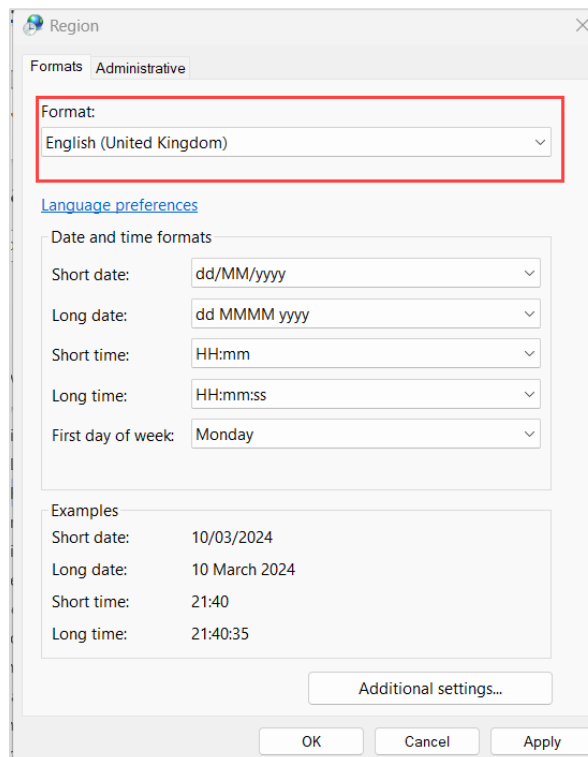 Region
Formats Administrative
Format:
English (United Kingdom)
Language preferences
Date and time formats
Short date: dd/MM/yyyy
Long date: dd MMMM yyyy
Short time: HH:mm
Long time: HH:mm:ss
First day of week: Monday
Examples
Short date: 10/03/2024
Long date: 10 March 2024
Short time: 21:40
Long time: 21:40:35
Additional settings...
OK Cancel Apply